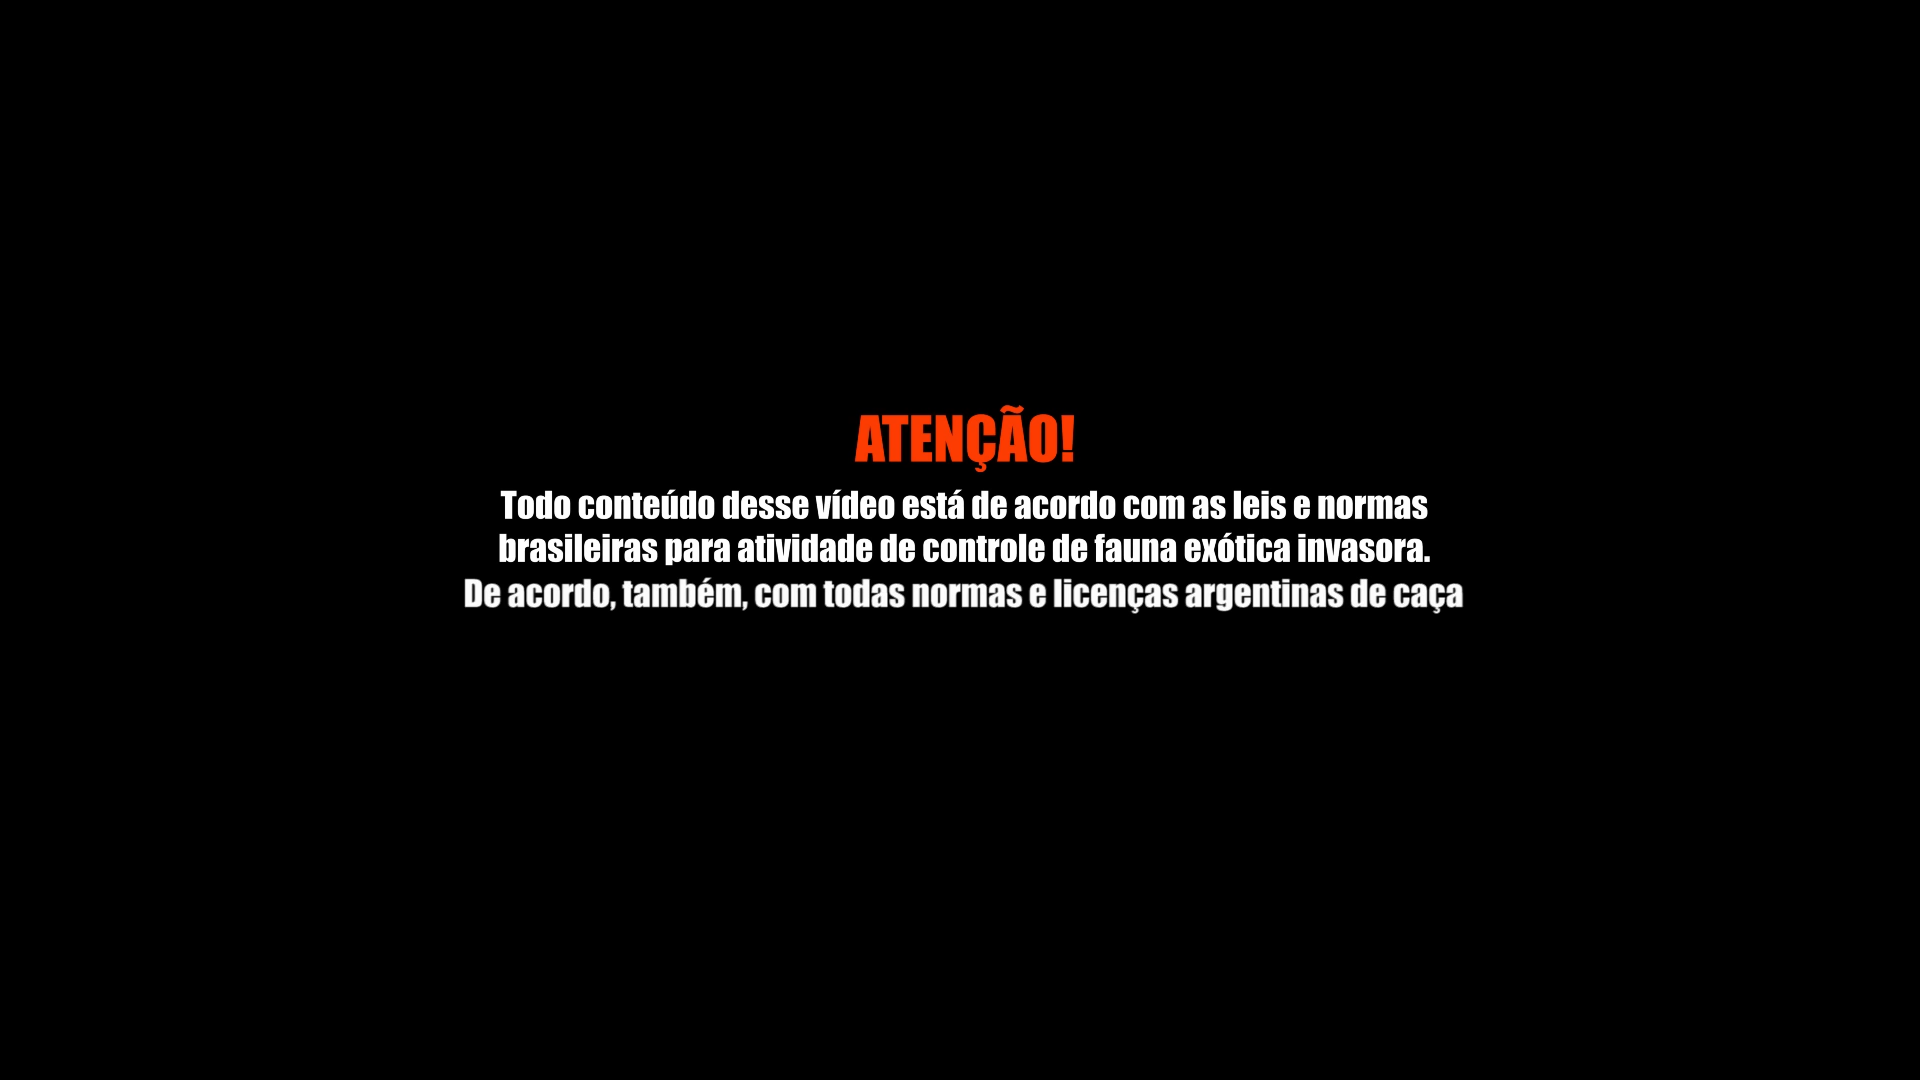 ATENÇÃO!
Todo conteúdo desse vídeo está de acordo com as leis e normas
brasileiras para atividade de controle de fauna exótica invasora.
De acordo, também, com todas normas e licenças argentinas de caça